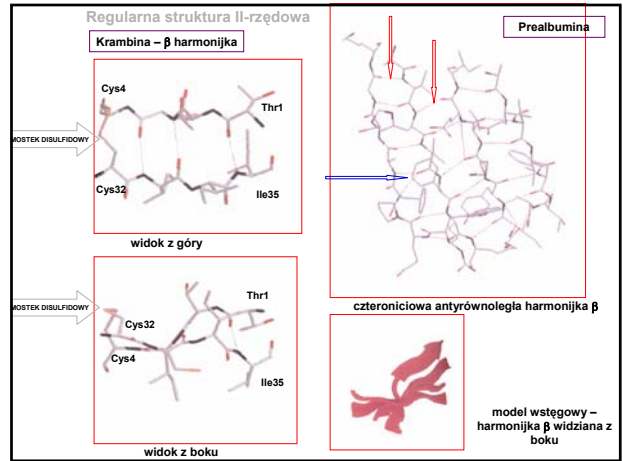 Regularna struktura II-rzędowa
Krambina – β harmonijka
Prealbumina
Cys4
Thr1
MOSTEK DISULFIDOWY
Cys32
Ile35
widok z góry
czteroniciowa antyrównoległa harmonijka β
MOSTEK DISULFIDOWY
Thr1
Cys32
Cys4
Ile35
widok z boku
model wstęgowy –
harmonijka β widziana z
boku